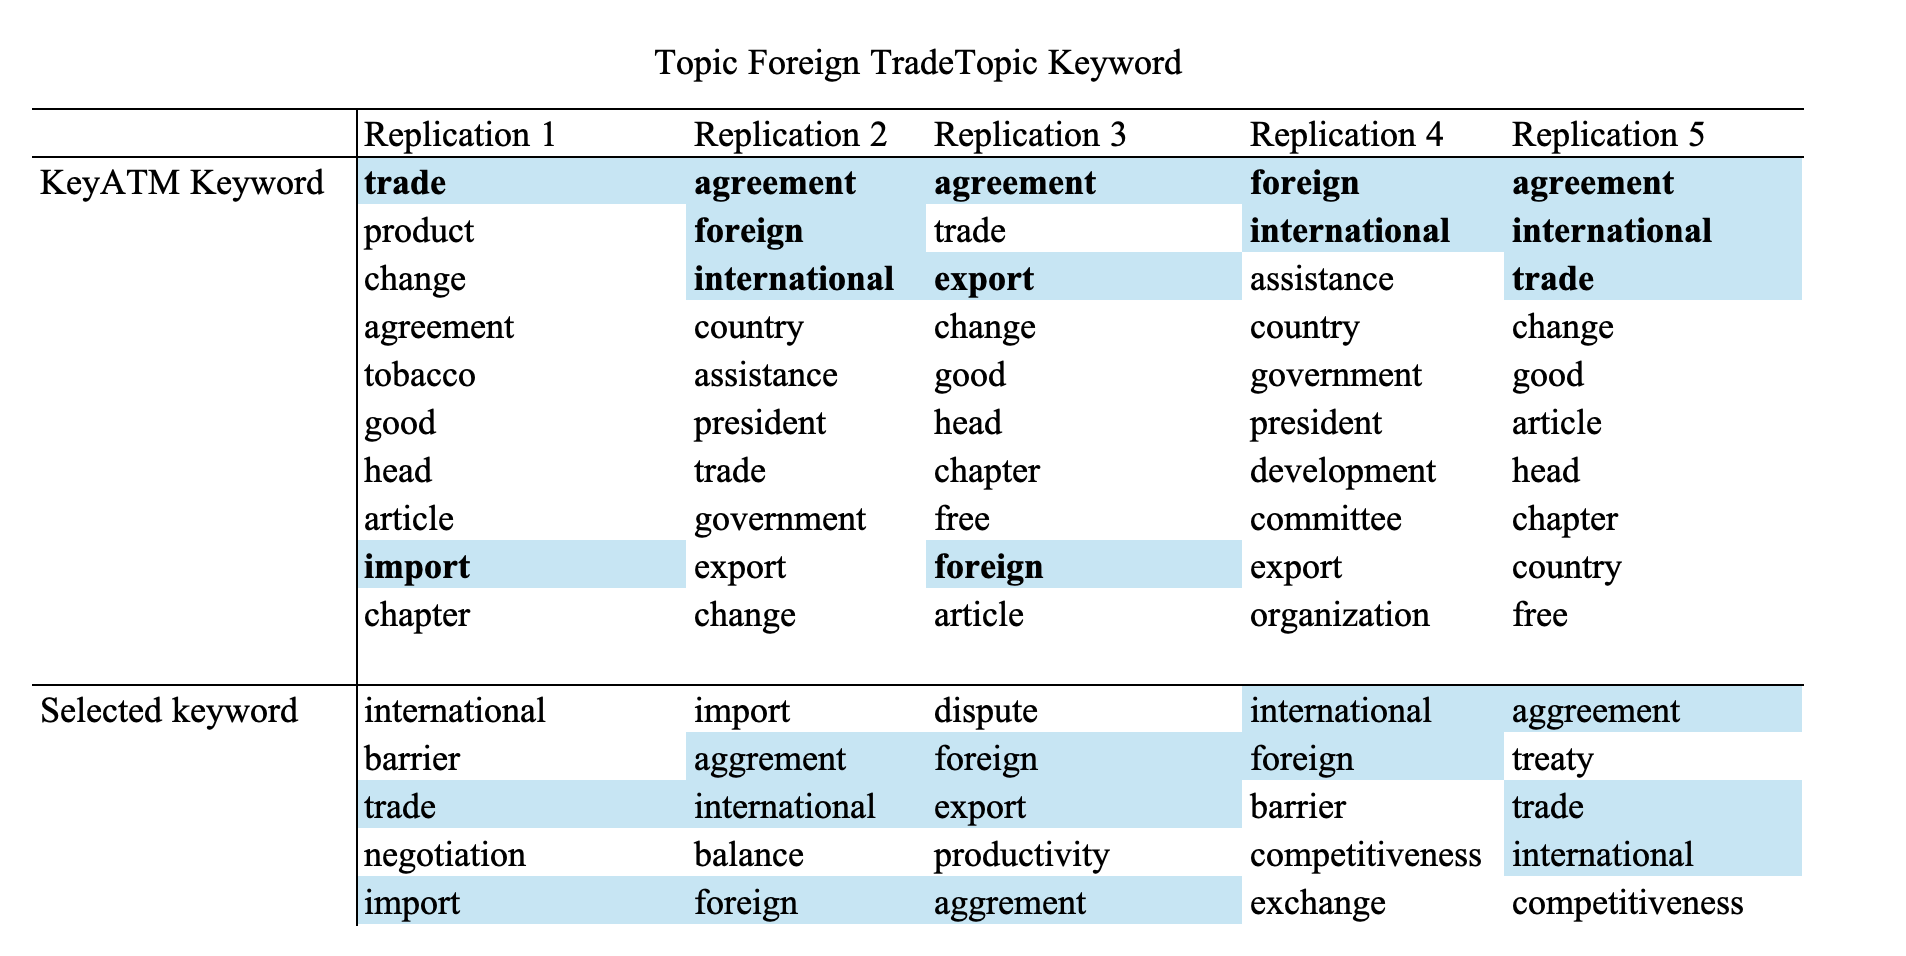 Topic Foreign TradeTopic Keyword
Replication 1 Replication 2 Replication 3 Replication 4 Replication 5
KeyATM Keyword trade agreement agreement foreign agreement
product foreign trade international international
change international export assistance trade
agreement country change country change
tobacco assistance good government good
good president head president article
head trade chapter development head
article government free committee chapter
import export foreign export country
chapter change article organization free
Selected keyword international import dispute international aggreement
barrier aggrement foreign foreign treaty
trade international export barrier trade
negotiation balance productivity competitiveness international
import foreign aggrement exchange competitiveness